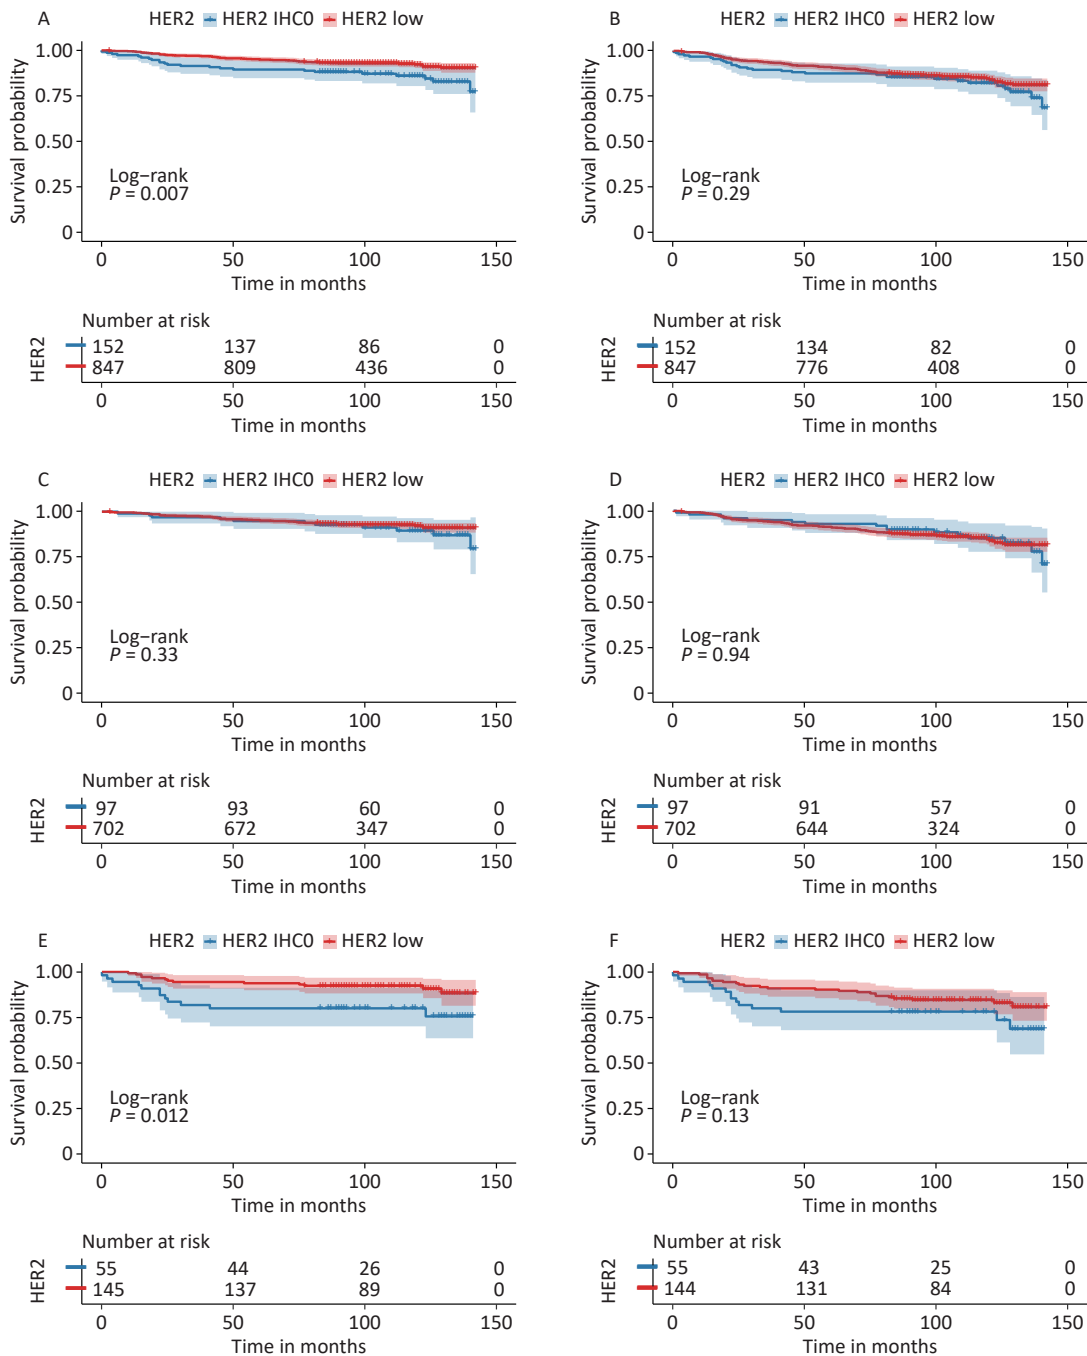 A
HER2 HER2 IHC0 HER2 low
Survival probability
1.00
0.75
0.50
0.25
0
Log−rank
P = 0.007
0 50 100 150
Time in months
Number at risk
HER2
152 137 86 0
847 809 436 0
0 50 100 150
Time in months
B
HER2 HER2 IHC0 HER2 low
Survival probability
1.00
0.75
0.50
0.25
0
Log−rank
P = 0.29
0 50 100 150
Time in months
Number at risk
HER2
152 134 82 0
847 776 408 0
0 50 100 150
Time in months
C
HER2 HER2 IHC0 HER2 low
Survival probability
1.00
0.75
0.50
0.25
0
Log−rank
P = 0.33
0 50 100 150
Time in months
Number at risk
HER2
97 93 60 0
702 672 347 0
0 50 100 150
Time in months
D
HER2 HER2 IHC0 HER2 low
Survival probability
1.00
0.75
0.50
0.25
0
Log−rank
P = 0.94
0 50 100 150
Time in months
Number at risk
HER2
97 91 57 0
702 644 324 0
0 50 100 150
Time in months
E
HER2 HER2 IHC0 HER2 low
Survival probability
1.00
0.75
0.50
0.25
0
Log−rank
P = 0.012
0 50 100 150
Time in months
Number at risk
HER2
55 44 26 0
145 137 89 0
0 50 100 150
Time in months
F
HER2 HER2 IHC0 HER2 low
Survival probability
1.00
0.75
0.50
0.25
0
Log−rank
P = 0.13
0 50 100 150
Time in months
Number at risk
HER2
55 43 25 0
144 131 84 0
0 50 100 150
Time in months